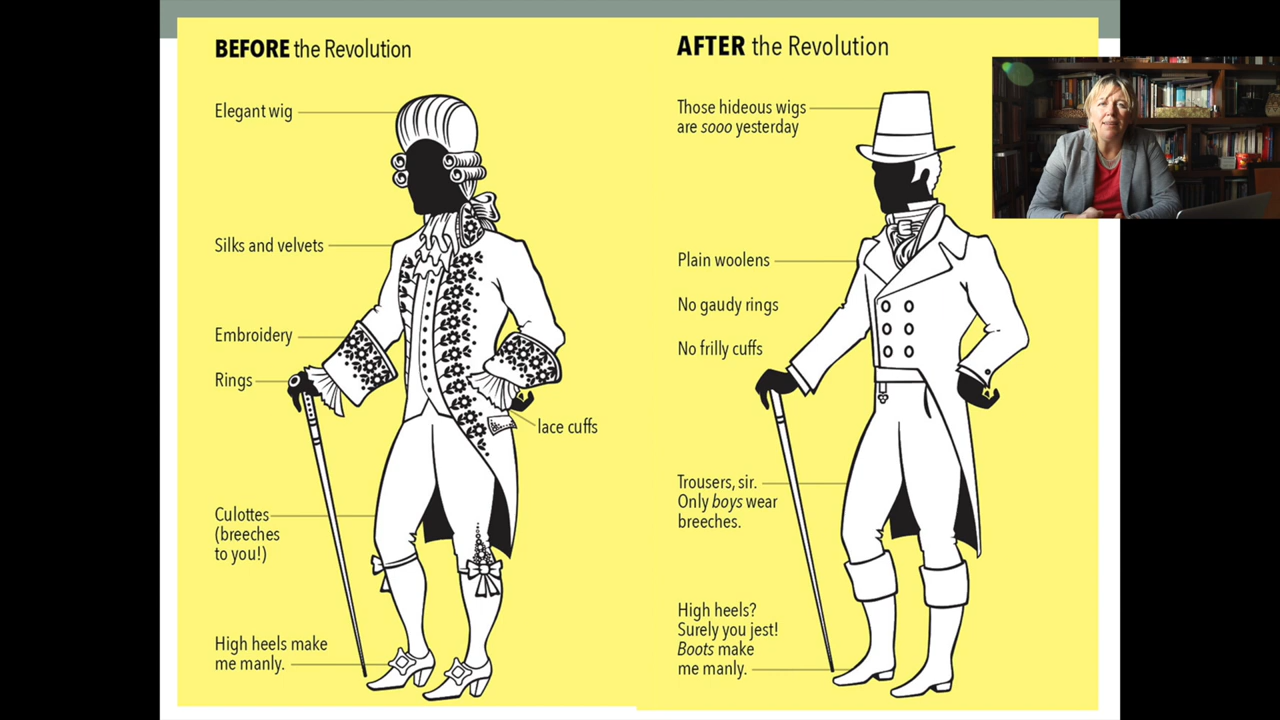 BEFORE the Revolution
Elegant wig
Silks and velvets
Embroidery
Rings
lace cuffs
Culottes
(breeches
to you!)
High heels make
me manly.
AFTER the Revolution
Those hideous wigs
are sooo yesterday
Plain woolens
No gaudy rings
No frilly cuffs
Trousers, sir.
Only boys wear
breeches.
High heels?
Surely you jest!
Boots make
me manly.